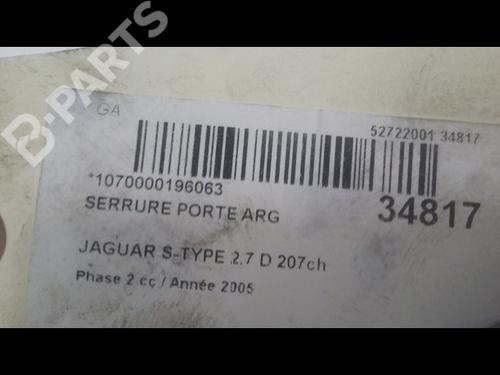 B-PARTS
GA
52722001 34817
*1070000196063
SERRURE PORTE ARG
34817
JAGUAR S-TYPE 2.7 D 207ch
Phase 2 cc / Année 2005